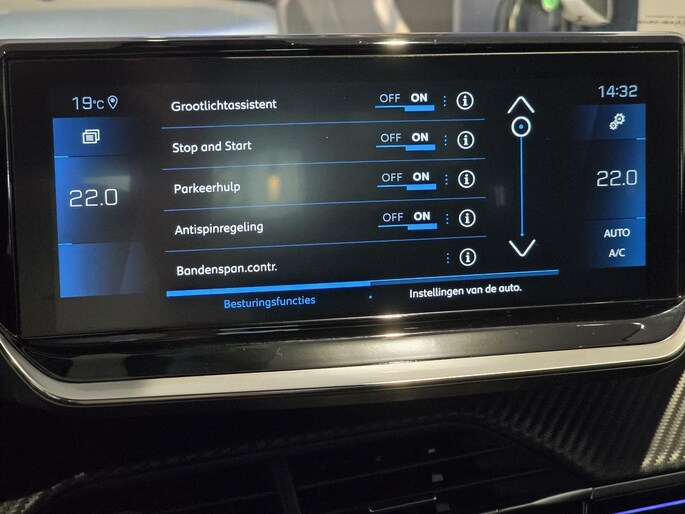 19°C
14:32
22.0
22.0
AUTO
A/C
Grootlichtassistent OFF ON
Stop and Start OFF ON
Parkeerhulp OFF ON
Antispinregeling OFF ON
Bandenspan.contr.
Besturingsfuncties
Instellingen van de auto.